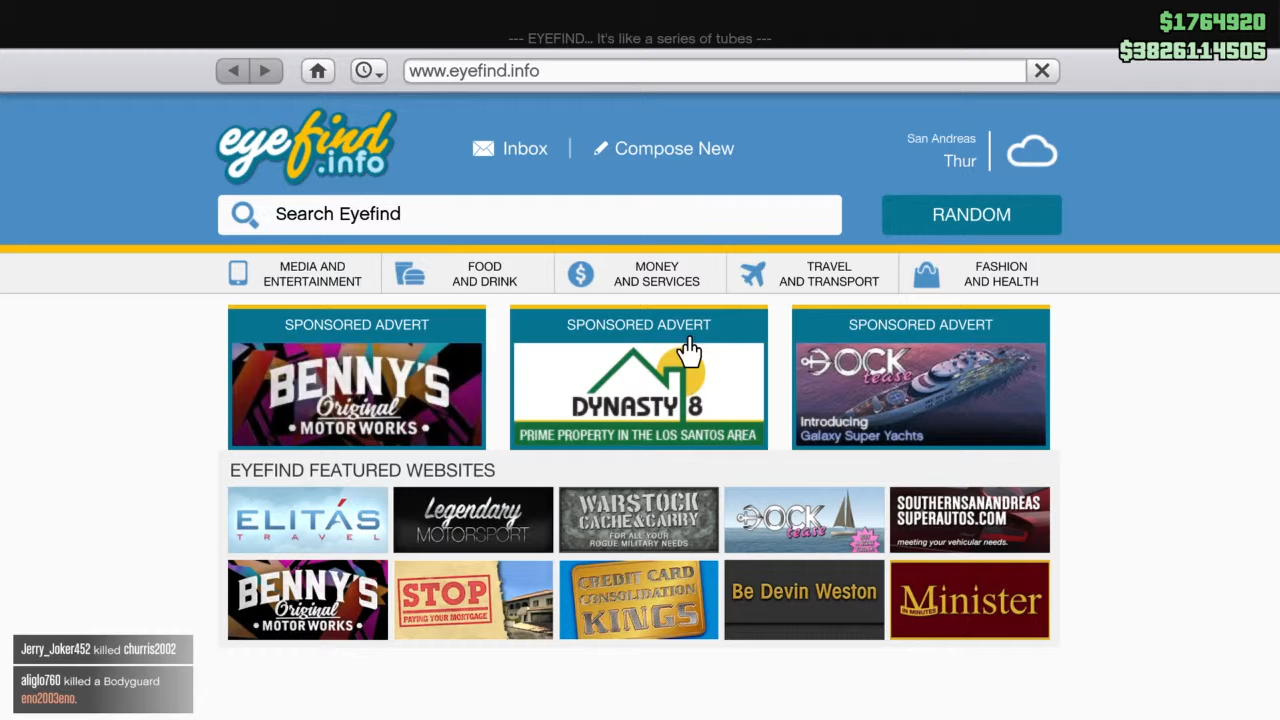 $1764920
--- EYEFIND... It's like a series of tubes ---
$3826114505
www.eyefind.info
eyefind
.info
Inbox
Compose New
San Andreas
Thur
Search Eyefind
RANDOM
MEDIA AND
ENTERTAINMENT
FOOD
AND DRINK
MONEY
AND SERVICES
TRAVEL
AND TRANSPORT
FASHION
AND HEALTH
SPONSORED ADVERT
BENNY'S
Original
• MOTORWORKS •
SPONSORED ADVERT
DYNASTY 8
PRIME PROPERTY IN THE LOS SANTOS AREA
SPONSORED ADVERT
DOCK
tease
Introducing
Galaxy Super Yachts
EYEFIND FEATURED WEBSITES
ELITÁS
TRAVEL
Legendary
MOTORSPORT
WARSTOCK
CACHE & CARRY
FOR ALL YOUR
ROGUE MILITARY NEEDS
DOCK
tease
SOUTHERNSANANDREAS
SUPERAUTOS.COM
meeting your vehicular needs.
BENNY'S
Original
• MOTORWORKS •
STOP
PAYING YOUR MORTGAGE
CREDIT CARD
CONSOLIDATION
KINGS
Be Devin Weston
Minister
IN MINUTES
Jerry_Joker452 killed churris2002
aliglo760 killed a Bodyguard
eno2003eno.